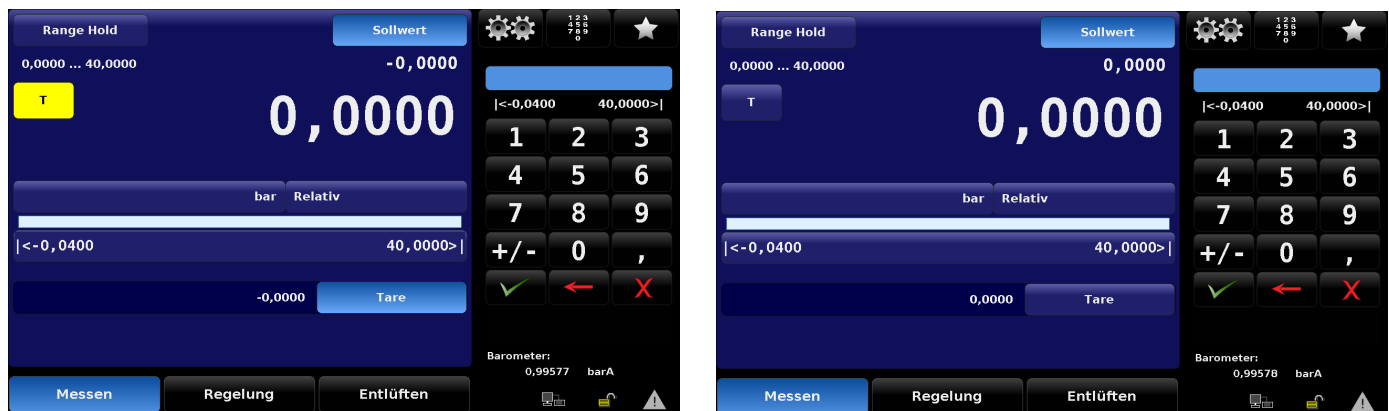 Range Hold Sollwert
1 2 3
4 5 6
7 8 9
0
0,0000 ... 40,0000 -0,0000
T
0,0000
|<-0,0400 40,0000>|
1 2 3
4 5 6
bar Relativ
7 8 9
|<-0,0400 40,0000>|
+/- 0 ,
X
-0,0000 Tare
Barometer:
0,99577 barA
Messen Regelung Entlüften
Range Hold Sollwert
1 2 3
4 5 6
7 8 9
0
0,0000 ... 40,0000 0,0000
T
0,0000
|<-0,0400 40,0000>|
1 2 3
4 5 6
bar Relativ
7 8 9
|<-0,0400 40,0000>|
+/- 0 ,
X
0,0000 Tare
Barometer:
0,99578 barA
Messen Regelung Entlüften